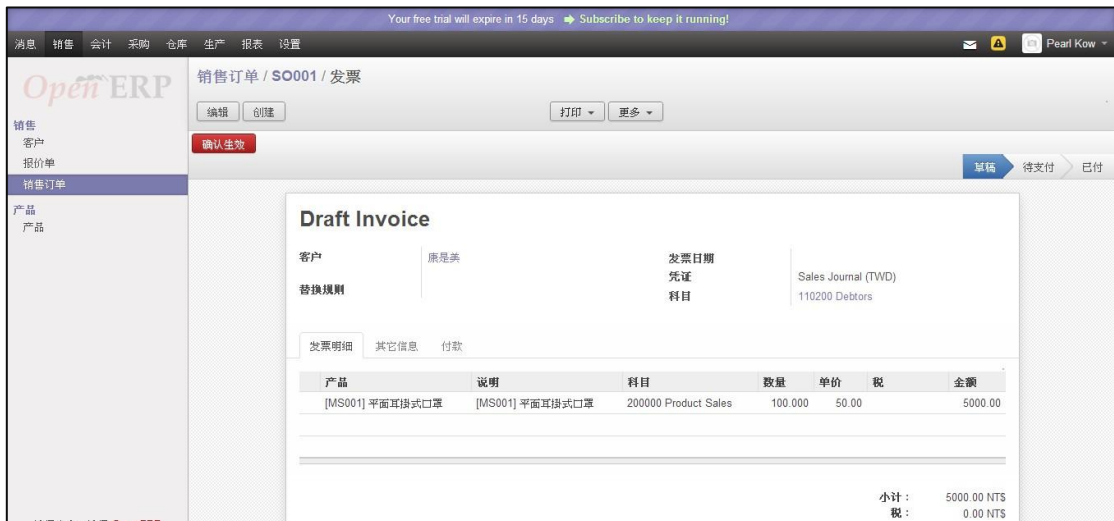 Your free trial will expire in 15 days Subscribe to keep it running!
消息 销售 会计 采购 仓库 生产 报表 设置 Pearl Kow
Open ERP
销售订单 / SO001 / 发票
编辑 创建 打印 更多
销售
客户
报价单
销售订单
产品
产品
确认生效
草稿 待支付 已付
Draft Invoice
客户 康是美 发票日期
凭证 Sales Journal (TWD)
替换规则
科目 110200 Debtors
发票明细 其它信息 付款
产品 说明 科目 数量 单价 税 金额
[MS001] 平面耳掛式口罩 [MS001] 平面耳掛式口罩 200000 Product Sales 100.000 50.00 5000.00
小计 : 5000.00 NT$
税 : 0.00 NT$